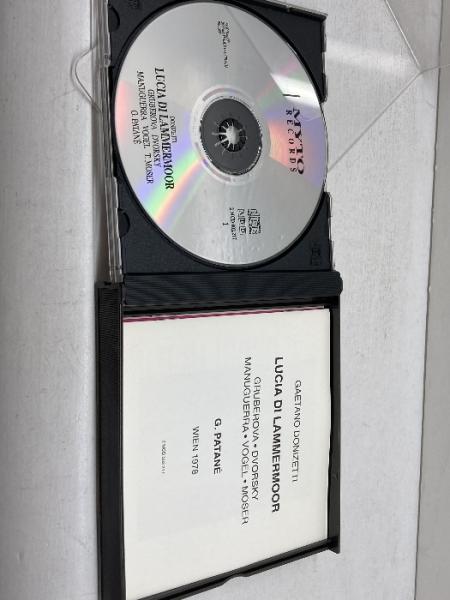 MYTO
RECORDS
DONIZETTI
LUCIA DI LAMMERMOOR
GRUBEROVA DVORSKY
MANUGUERRA VOGEL T. MOSER
G. PATANÈ
1
GAETANO DONIZETTI
LUCIA DI LAMMERMOOR
GRUBEROVA • DVORSKY
MANUGUERRA • VOGEL • MOSER
G. PATANÈ
WIEN 1978